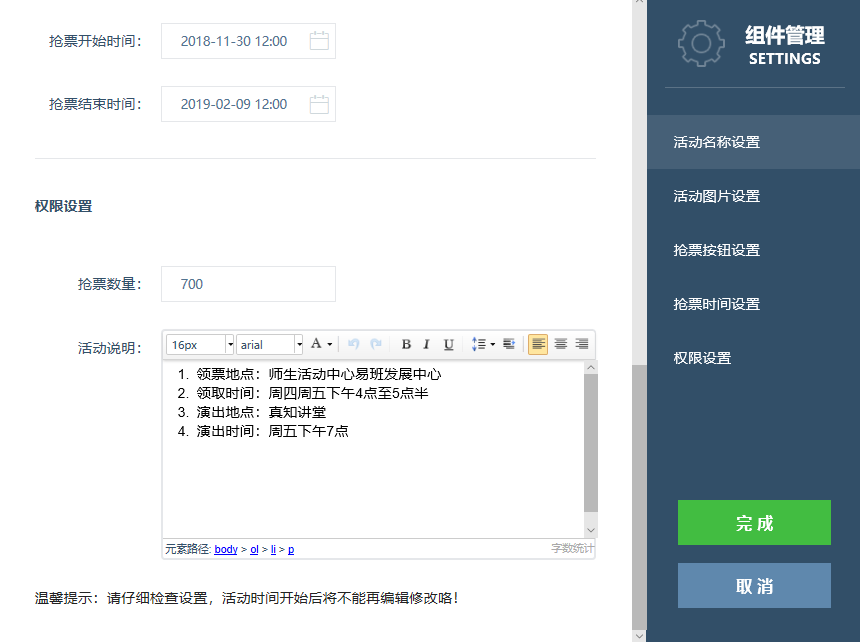 抢票开始时间：
2018-11-30 12:00
抢票结束时间：
2019-02-09 12:00
权限设置
抢票数量：
700
活动说明：
16px arial A B I U
1. 领票地点：师生活动中心易班发展中心
2. 领取时间：周四周五下午4点至5点半
3. 演出地点：真知讲堂
4. 演出时间：周五下午7点
元素路径: body > ol > li > p
字数统计
温馨提示：请仔细检查设置，活动时间开始后将不能再编辑修改咯！
组件管理
SETTINGS
活动名称设置
活动图片设置
抢票按钮设置
抢票时间设置
权限设置
完 成
取 消